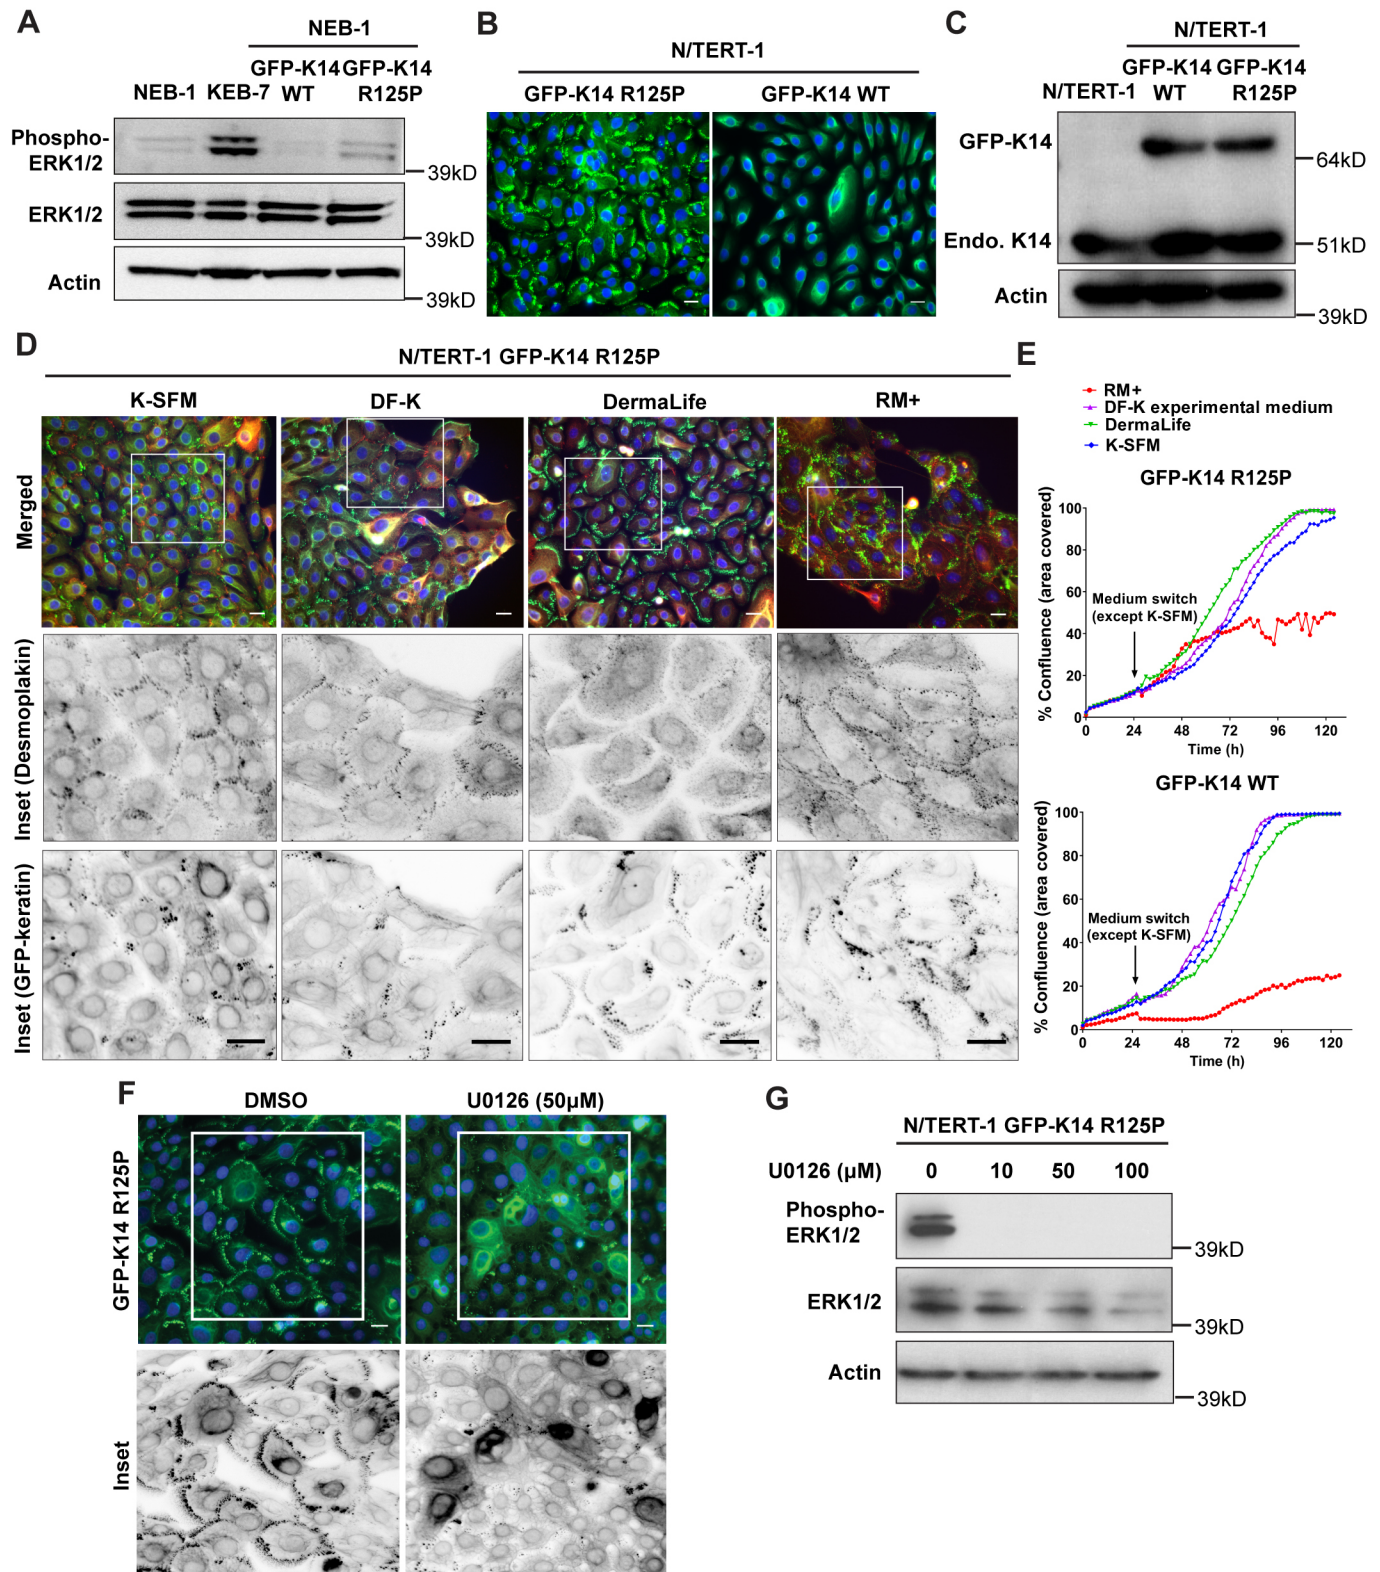 A
NEB-1
GFP-K14 GFP-K14
NEB-1 KEB-7 WT R125P
Phospho-
ERK1/2
39kD
ERK1/2
39kD
Actin
39kD
B
N/TERT-1
GFP-K14 R125P GFP-K14 WT
C
N/TERT-1
GFP-K14 GFP-K14
N/TERT-1 WT R125P
GFP-K14
64kD
Endo. K14
51kD
Actin
39kD
D
N/TERT-1 GFP-K14 R125P
K-SFM DF-K DermaLife RM+
Merged
Inset (Desmoplakin)
Inset (GFP-keratin)
E
RM+
DF-K experimental medium
DermaLife
K-SFM
GFP-K14 R125P
% Confluence (area covered)
100
80
60
40
20
0
Medium switch
(except K-SFM)
0 24 48 72 96 120
Time (h)
GFP-K14 WT
% Confluence (area covered)
100
80
60
40
20
0
Medium switch
(except K-SFM)
0 24 48 72 96 120
Time (h)
F
DMSO U0126 (50µM)
GFP-K14 R125P
Inset
G
N/TERT-1 GFP-K14 R125P
U0126 (µM) 0 10 50 100
Phospho-
ERK1/2
39kD
ERK1/2
39kD
Actin
39kD